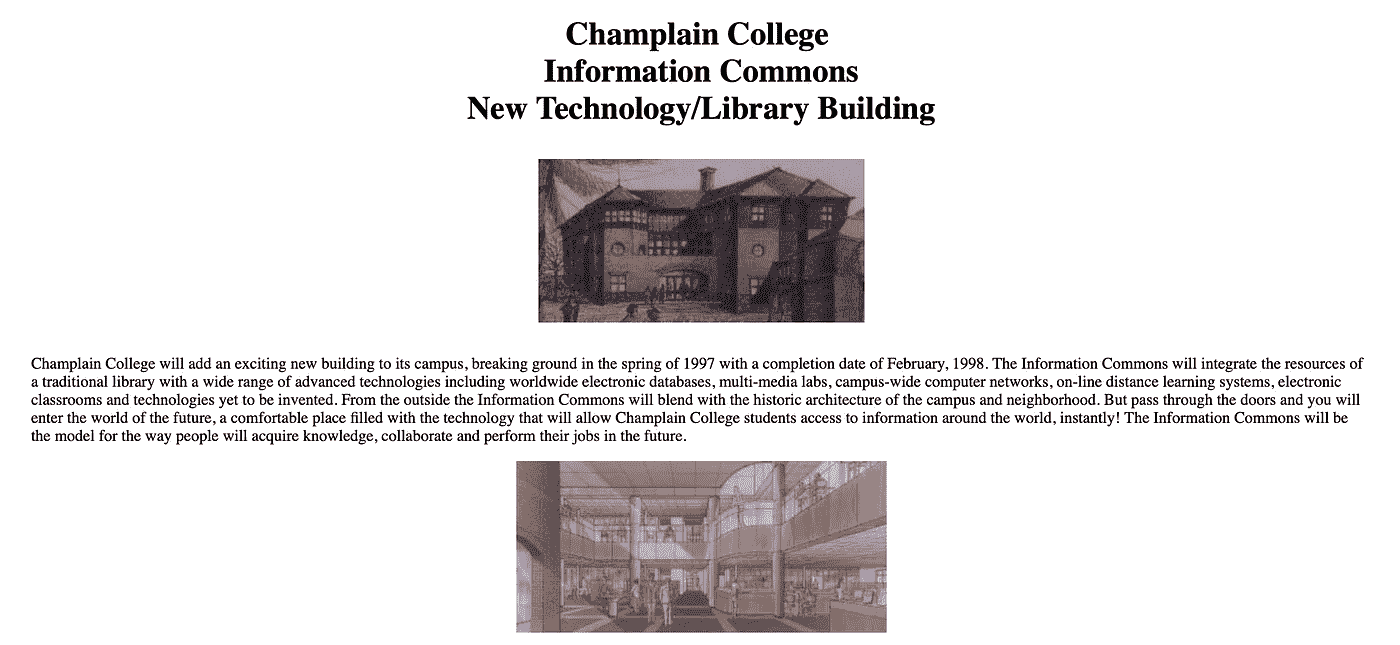 Champlain College
Information Commons
New Technology/Library Building
Champlain College will add an exciting new building to its campus, breaking ground in the spring of 1997 with a completion date of February, 1998. The Information Commons will integrate the resources of
a traditional library with a wide range of advanced technologies including worldwide electronic databases, multi-media labs, campus-wide computer networks, on-line distance learning systems, electronic
classrooms and technologies yet to be invented. From the outside the Information Commons will blend with the historic architecture of the campus and neighborhood. But pass through the doors and you will
enter the world of the future, a comfortable place filled with the technology that will allow Champlain College students access to information around the world, instantly! The Information Commons will be
the model for the way people will acquire knowledge, collaborate and perform their jobs in the future.